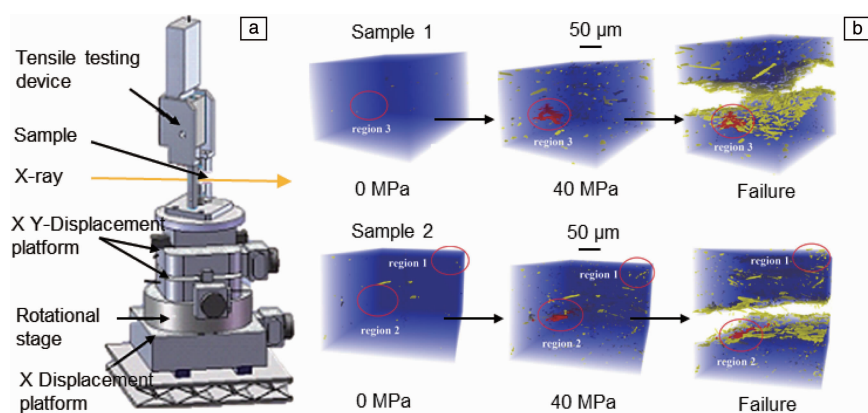 a
Tensile testing
device
Sample
X-ray
X Y-Displacement
platform
Rotational
stage
X Displacement
platform
b
Sample 1
50 µm
region 3
region 3
region 3
0 MPa
40 MPa
Failure
Sample 2
50 µm
region 1
region 1
region 1
region 2
region 2
region 2
0 MPa
40 MPa
Failure